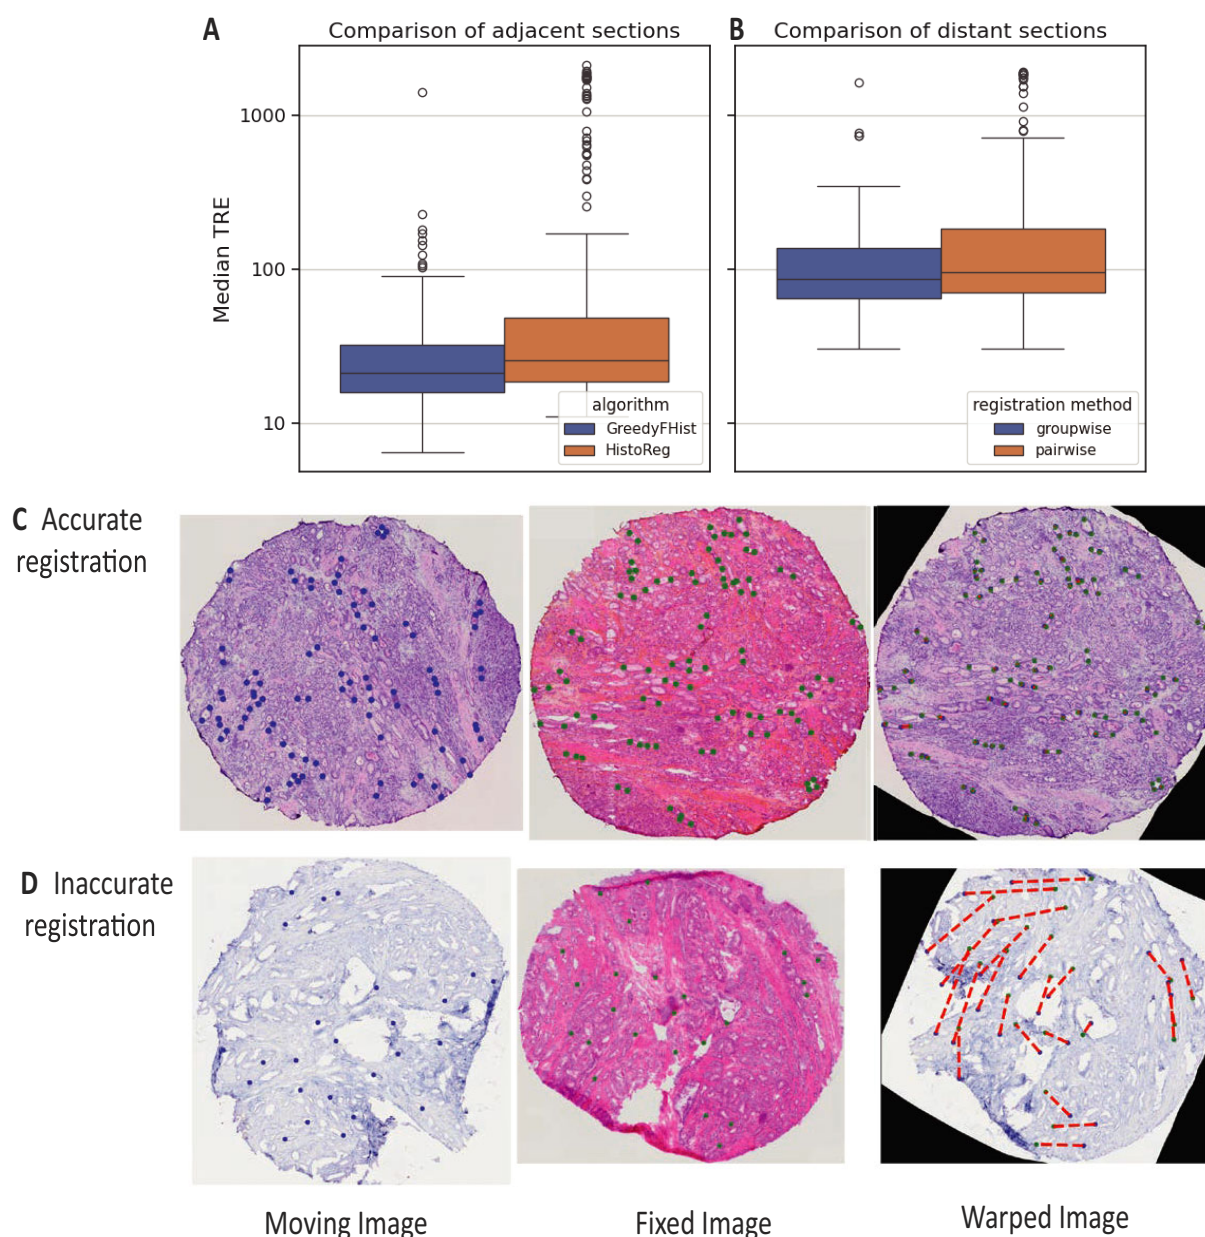 A Comparison of adjacent sections
B Comparison of distant sections
1000
100
10
Median TRE
algorithm
GreedyFHist
HistoReg
registration method
groupwise
pairwise
C Accurate
registration
D Inaccurate
registration
Moving Image
Fixed Image
Warped Image